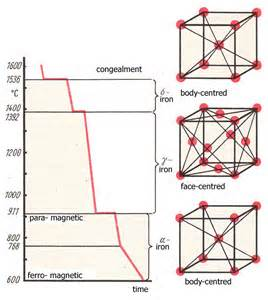 1600
congealment
1536
°C
δ-
iron
1400
1392
body-centred
1200
γ-
iron
1000
911
para- magnetic
face-centred
800
α-
iron
768
ferro- magnetic
600
time
body-centred